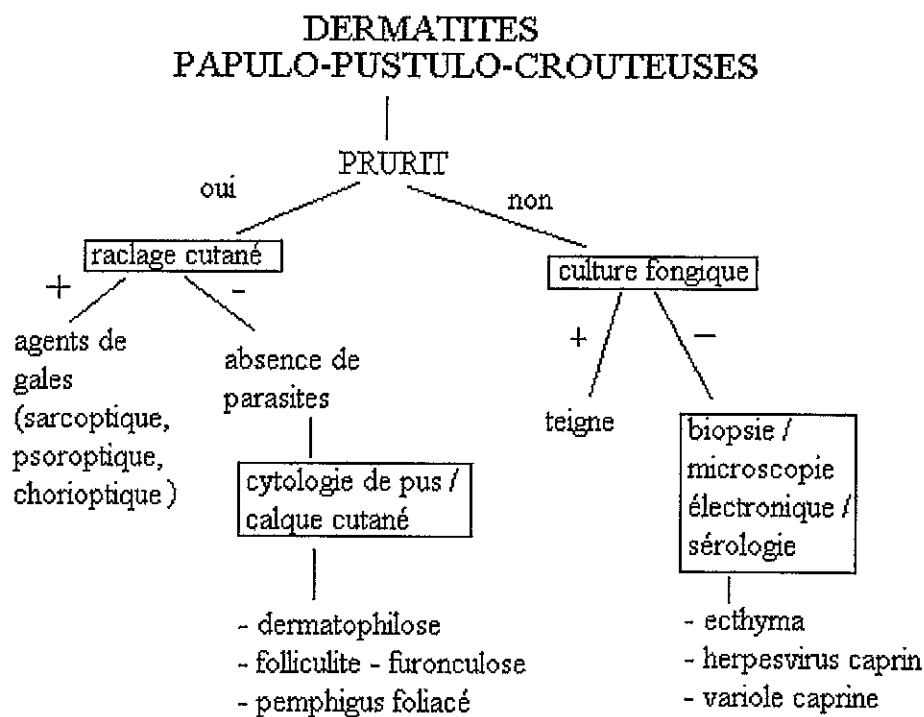 DERMATITES
PAPULO-PUSTULO-CROUTEUSES
PRURIT
oui
non
raclage cutané
culture fongique
+
-
+
-
agents de
gales
(sarcoptique,
psoroptique,
chorioptique)
absence de
parasites
teigne
biopsie /
microscopie
électronique /
sérologie
cytologie de pus /
calque cutané
- dermatophilose
- folliculite - furonculose
- pemphigus foliacé
- ecthyma
- herpesvirus caprin
- variole caprine